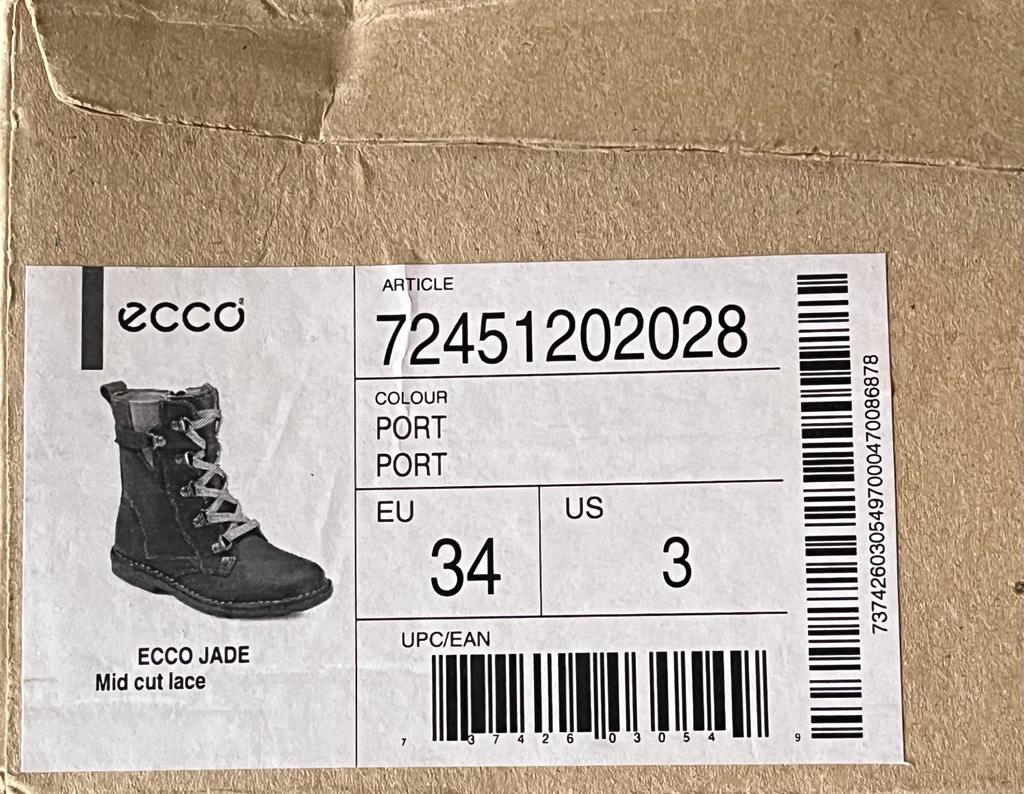 ecco
ECCO JADE
Mid cut lace
ARTICLE
72451202028
COLOUR
PORT
PORT
EU
34
US
3
UPC/EAN
7 37426 03054 9
7374260305497000470086878